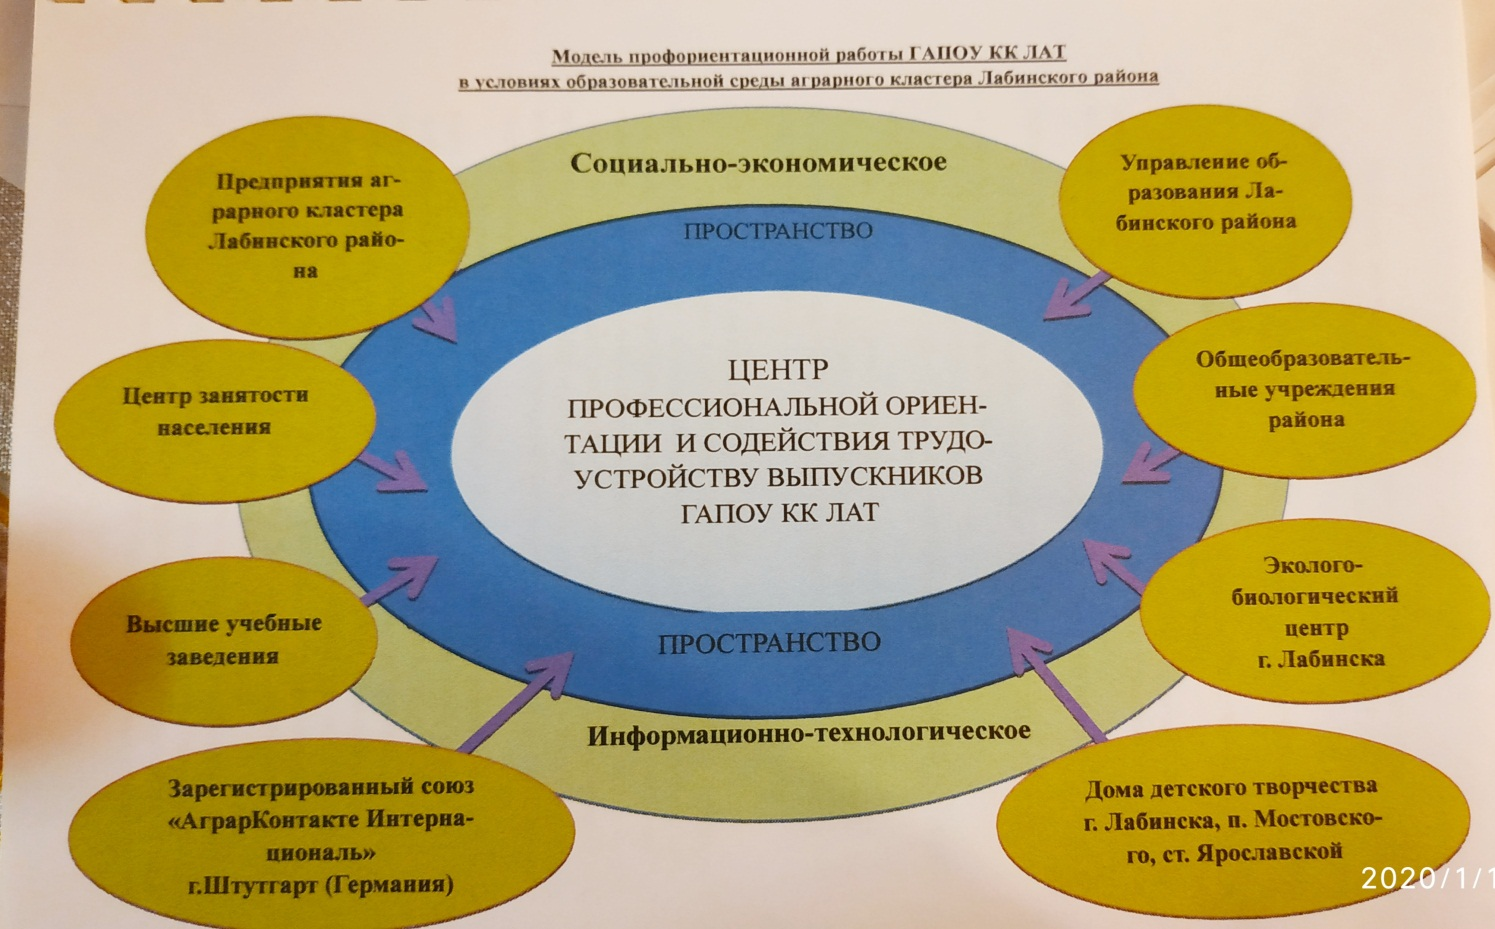 Модель профориентационной работы ГАПОУ КК ЛАТ
в условиях образовательной среды аграрного кластера Лабинского района
Социально-экономическое
ПРОСТРАНСТВО
Предприятия аг-
рарного кластера
Лабинского райо-
на
Управление об-
разования Ла-
бинского района
Центр занятости
населения
Общеобразователь-
ные учреждения
района
ЦЕНТР
ПРОФЕССИОНАЛЬНОЙ ОРИЕН-
ТАЦИИ И СОДЕЙСТВИЯ ТРУДО-
УСТРОЙСТВУ ВЫПУСКНИКОВ
ГАПОУ КК ЛАТ
Высшие учебные
заведения
Эколого-
биологический
центр
г. Лабинска
ПРОСТРАНСТВО
Информационно-технологическое
Зарегистрированный союз
«АграрКонтакте Интерна-
циональ»
г.Штутгарт (Германия)
Дома детского творчества
г. Лабинска, п. Мостовско-
го, ст. Ярославской
2020/1/1